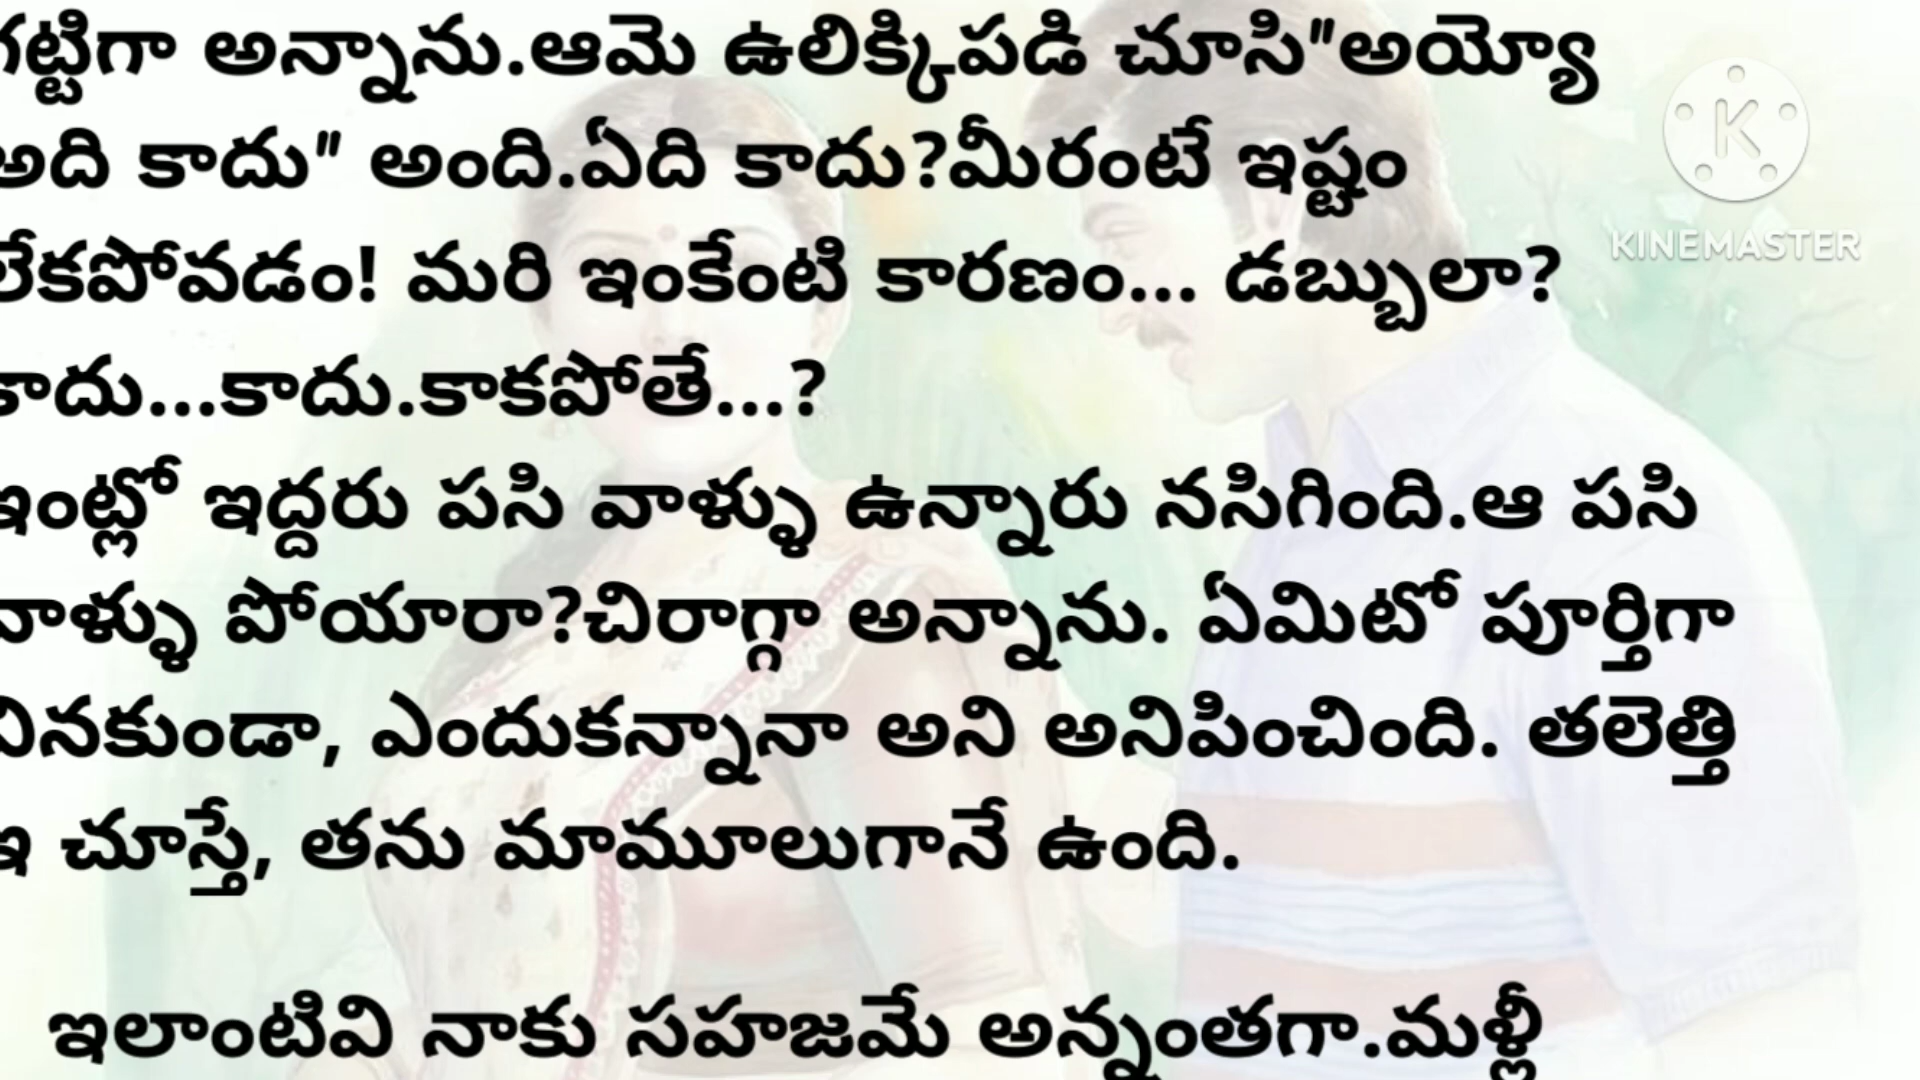 గట్టిగా అన్నాను.ఆమె ఉలిక్కిపడి చూసి"అయ్యో
అది కాదు" అంది.ఏది కాదు?మీరంటే ఇష్టం
లేకపోవడం! మరి ఇంకేంటి కారణం... డబ్బులా?
కాదు...కాదు.కాకపోతే...?
ఇంట్లో ఇద్దరు పసి వాళ్ళు ఉన్నారు నసిగింది.ఆ పసి
వాళ్ళు పోయారా?చిరాగ్గా అన్నాను. ఏమిటో పూర్తిగా
వినకుండా, ఎందుకన్నానా అని అనిపించింది. తలెత్తి
ఇ చూస్తే, తను మామూలుగానే ఉంది.
ఇలాంటివి నాకు సహజమే అన్నంతగా.మళ్లీ
K
KINEMASTER